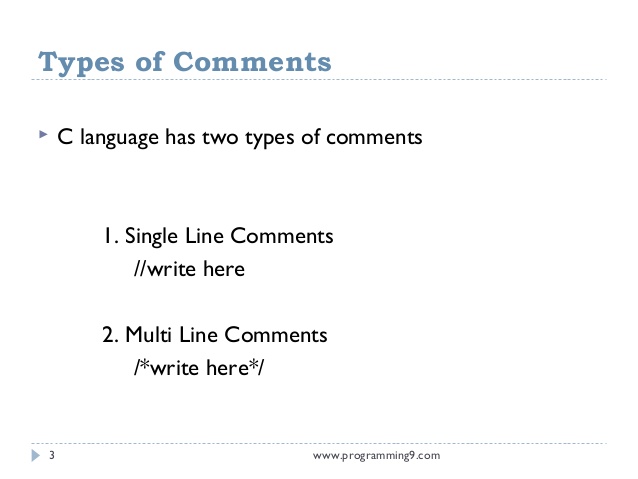 Types of Comments
C language has two types of comments
1. Single Line Comments
//write here
2. Multi Line Comments
/*write here*/
3 www.programming9.com